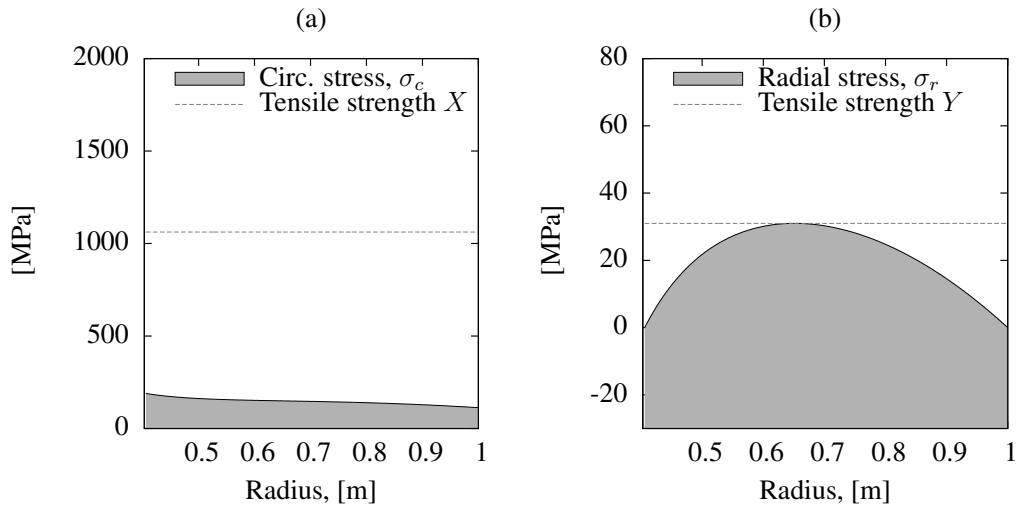 (a)
[MPa]
2000
1500
1000
500
0
Circ. stress, σc
Tensile strength X
0.5 0.6 0.7 0.8 0.9 1
Radius, [m]
(b)
[MPa]
80
60
40
20
0
-20
Radial stress, σr
Tensile strength Y
0.5 0.6 0.7 0.8 0.9 1
Radius, [m]